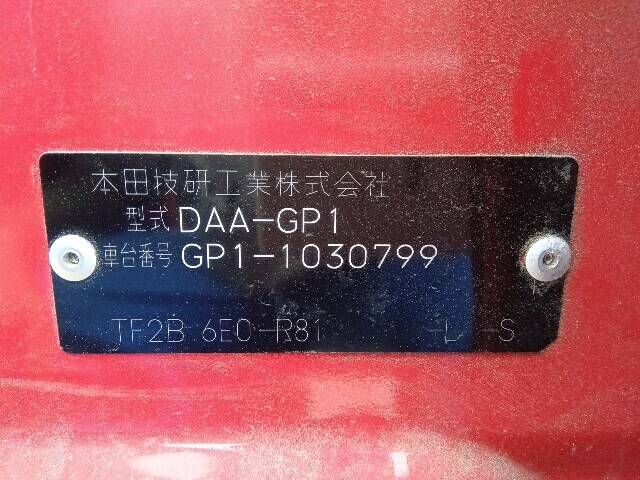 本田技研工業株式会社
型式 DAA-GP1
車台番号 GP1-1030799
TF2B 6E0-R81 -L -S